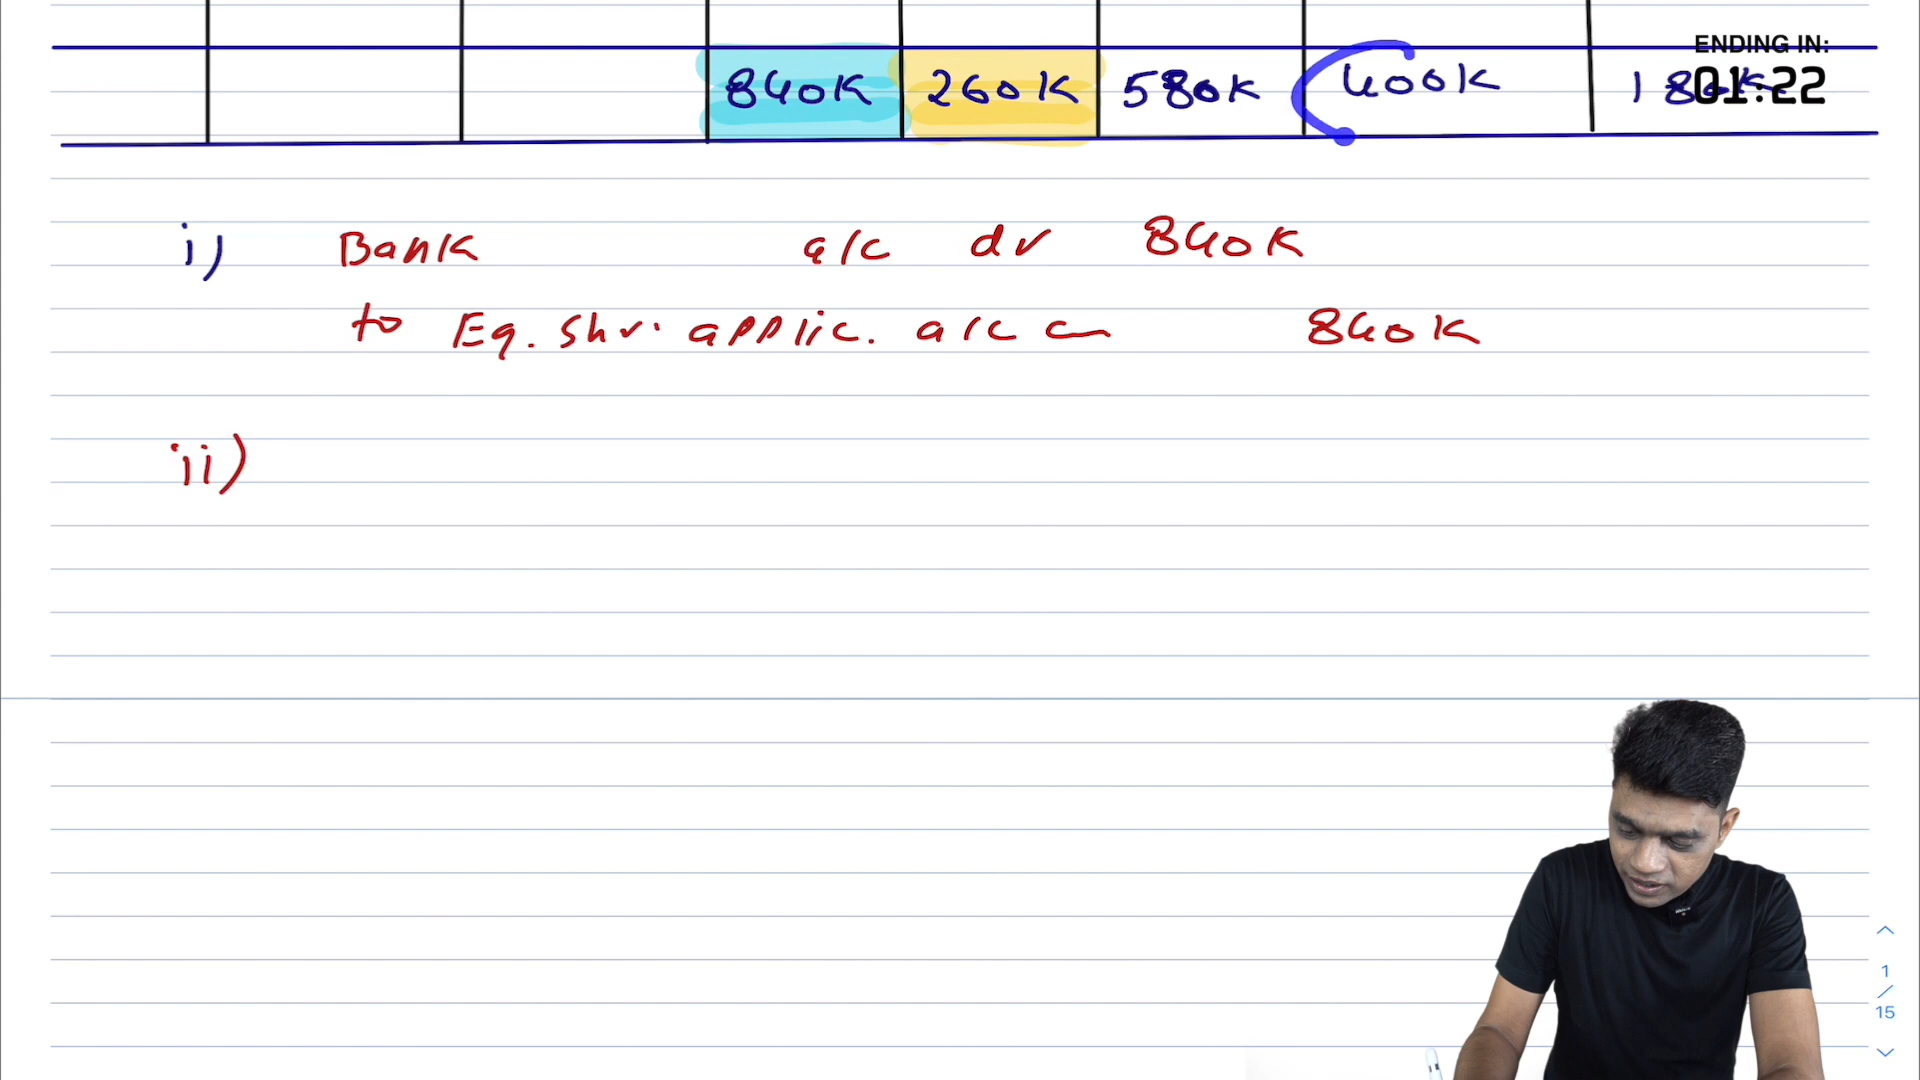 ENDING IN:
840K 260K 580K 400K 180K
01:22
i) Bank a/c dr 840K
to Eq. Shr. applic. a/c 840K
ii)
1
/
15